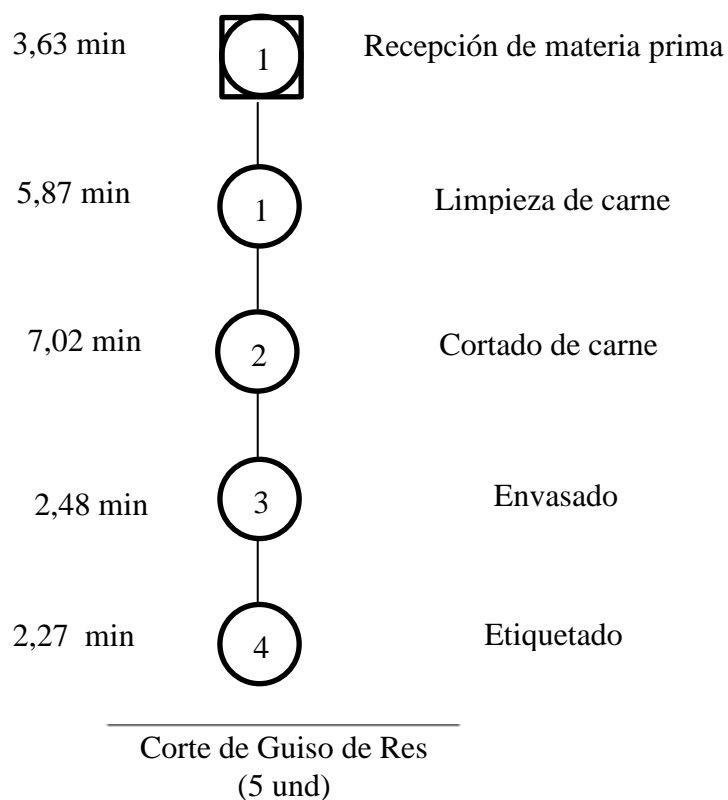 3,63 min 1 Recepción de materia prima
5,87 min 1 Limpieza de carne
7,02 min 2 Cortado de carne
2,48 min 3 Envasado
2,27 min 4 Etiquetado
Corte de Guiso de Res
(5 und)